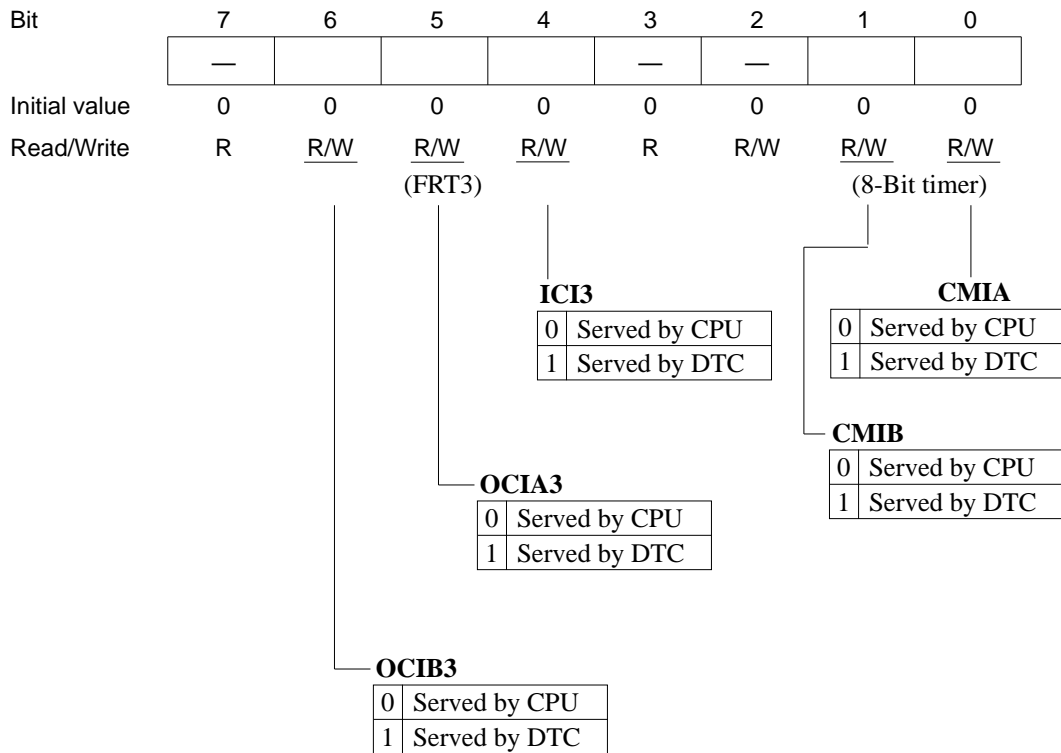 Bit 7 6 5 4 3 2 1 0
— — —
Initial value 0 0 0 0 0 0 0 0
Read/Write R R/W R/W R/W R R/W R/W R/W
(FRT3) (8-Bit timer)
ICI3
0 Served by CPU
1 Served by DTC
CMIA
0 Served by CPU
1 Served by DTC
CMIB
0 Served by CPU
1 Served by DTC
OCIA3
0 Served by CPU
1 Served by DTC
OCIB3
0 Served by CPU
1 Served by DTC